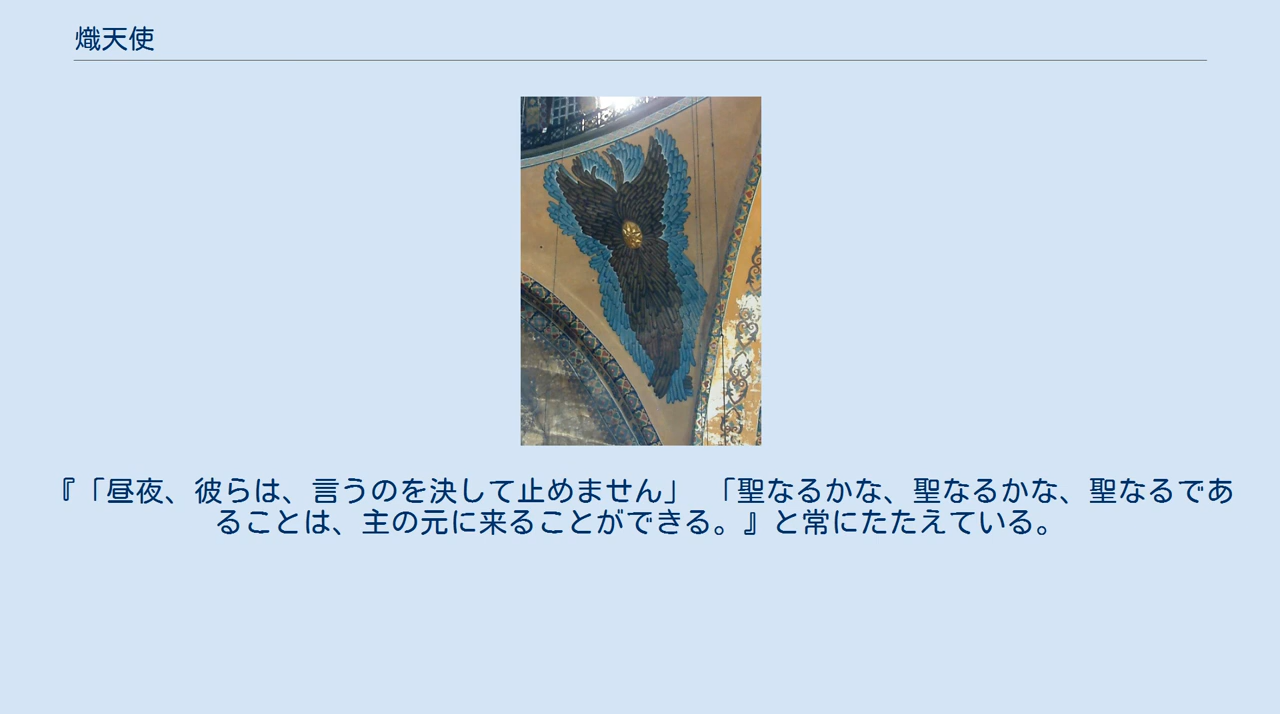 熾天使
『「昼夜、彼らは、言うのを決して止めません」　「聖なるかな、聖なるかな、聖なるであ
ることは、主の元に来ることができる。』と常にたたえている。